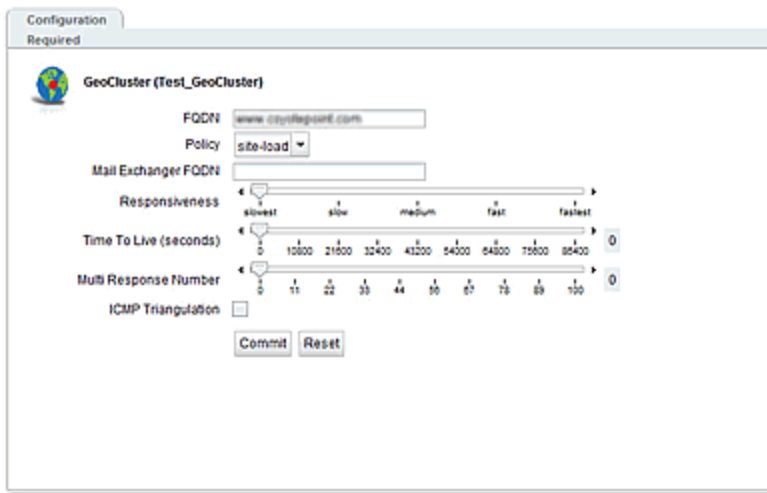 Configuration
Required
GeoCluster (Test_GeoCluster)
FQDN www.coyotepoint.com
Policy site-load
Mail Exchanger FQDN
Responsiveness
slowest slow medium fast fastest
Time To Live (seconds) 0
0 10800 21600 32400 43200 54000 64800 75600 86400
Multi Response Number 0
0 11 22 33 44 56 67 78 89 100
ICMP Triangulation
Commit Reset